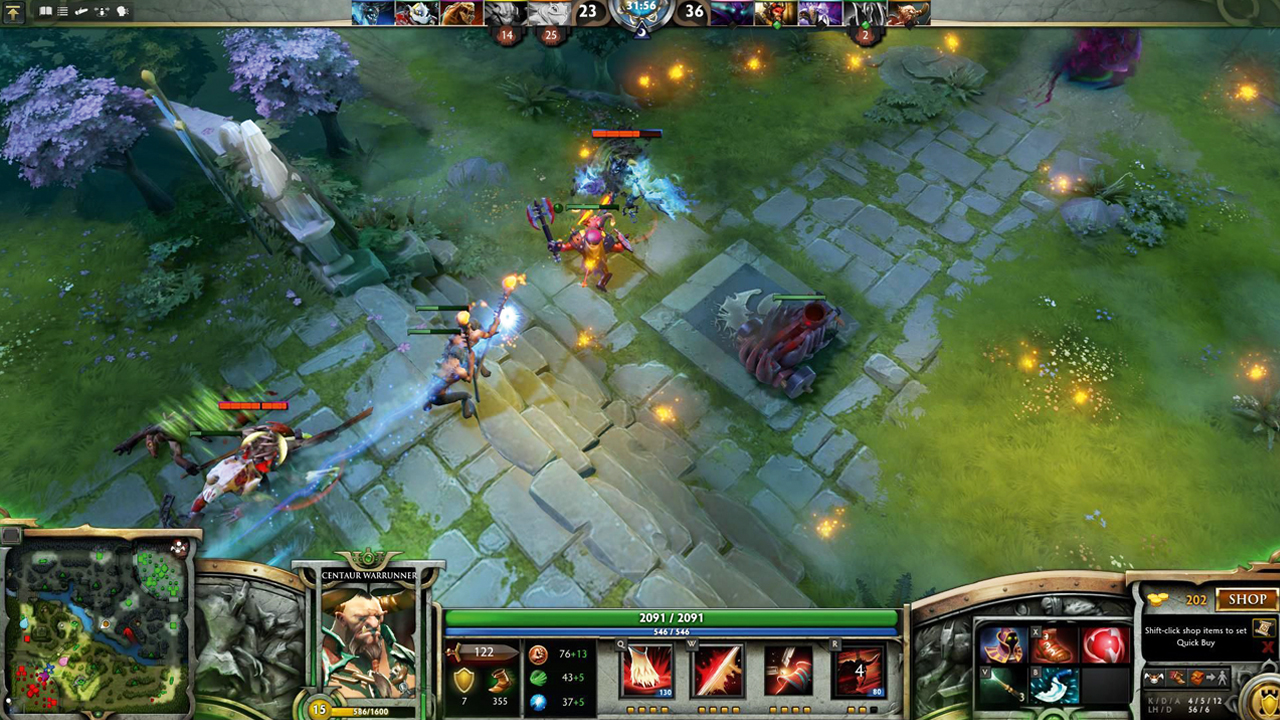 23
31:56
36
14
25
2
CENTAUR WARRUNNER
15
586/1600
2091 / 2091
546 / 546
122
7
355
76+13
43+5
37+5
Q
130
W
R
4
80
X
3
V
3
B
202
SHOP
Shift-click shop items to set
Quick Buy
K / D / A 4 / 5 / 12
LH / D 56 / 6